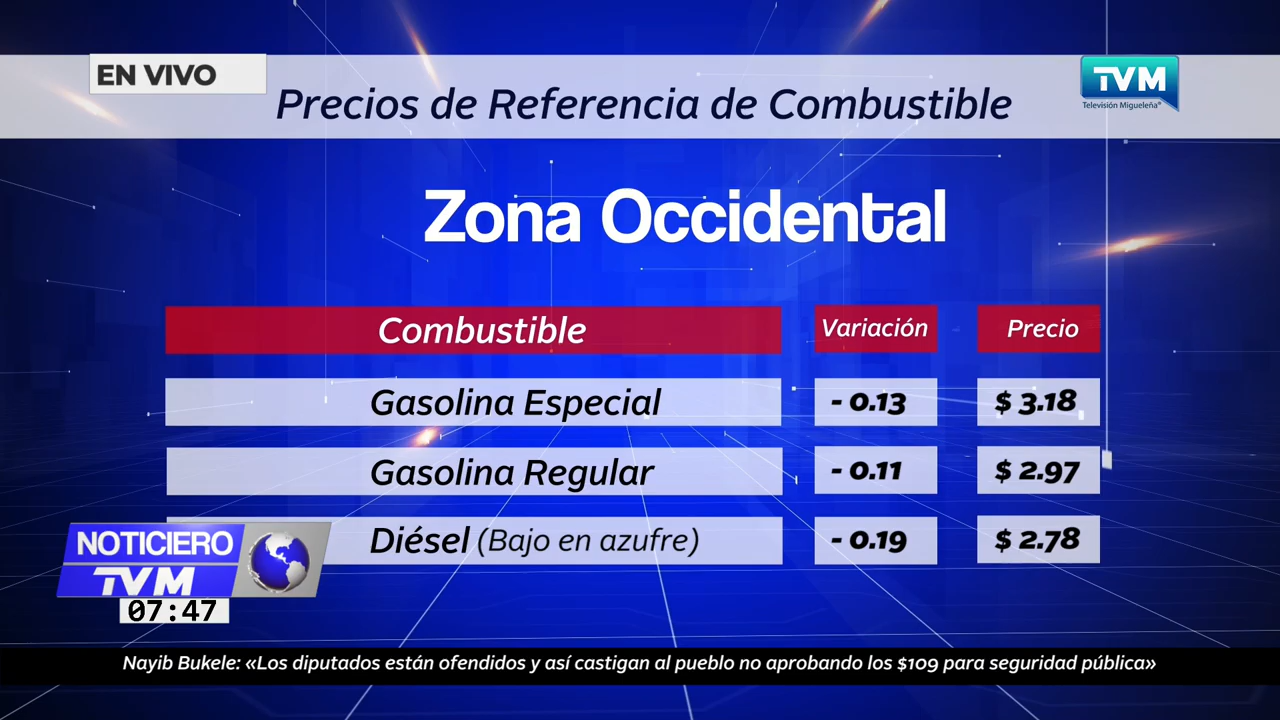 EN VIVO
Precios de Referencia de Combustible
TVM
Televisión Migueleña®
Zona Occidental
Combustible Variación Precio
Gasolina Especial - 0.13 $ 3.18
Gasolina Regular - 0.11 $ 2.97
Diésel (Bajo en azufre) - 0.19 $ 2.78
NOTICIERO
TVM
07:47
Nayib Bukele: «Los diputados están ofendidos y así castigan al pueblo no aprobando los $109 para seguridad pública»